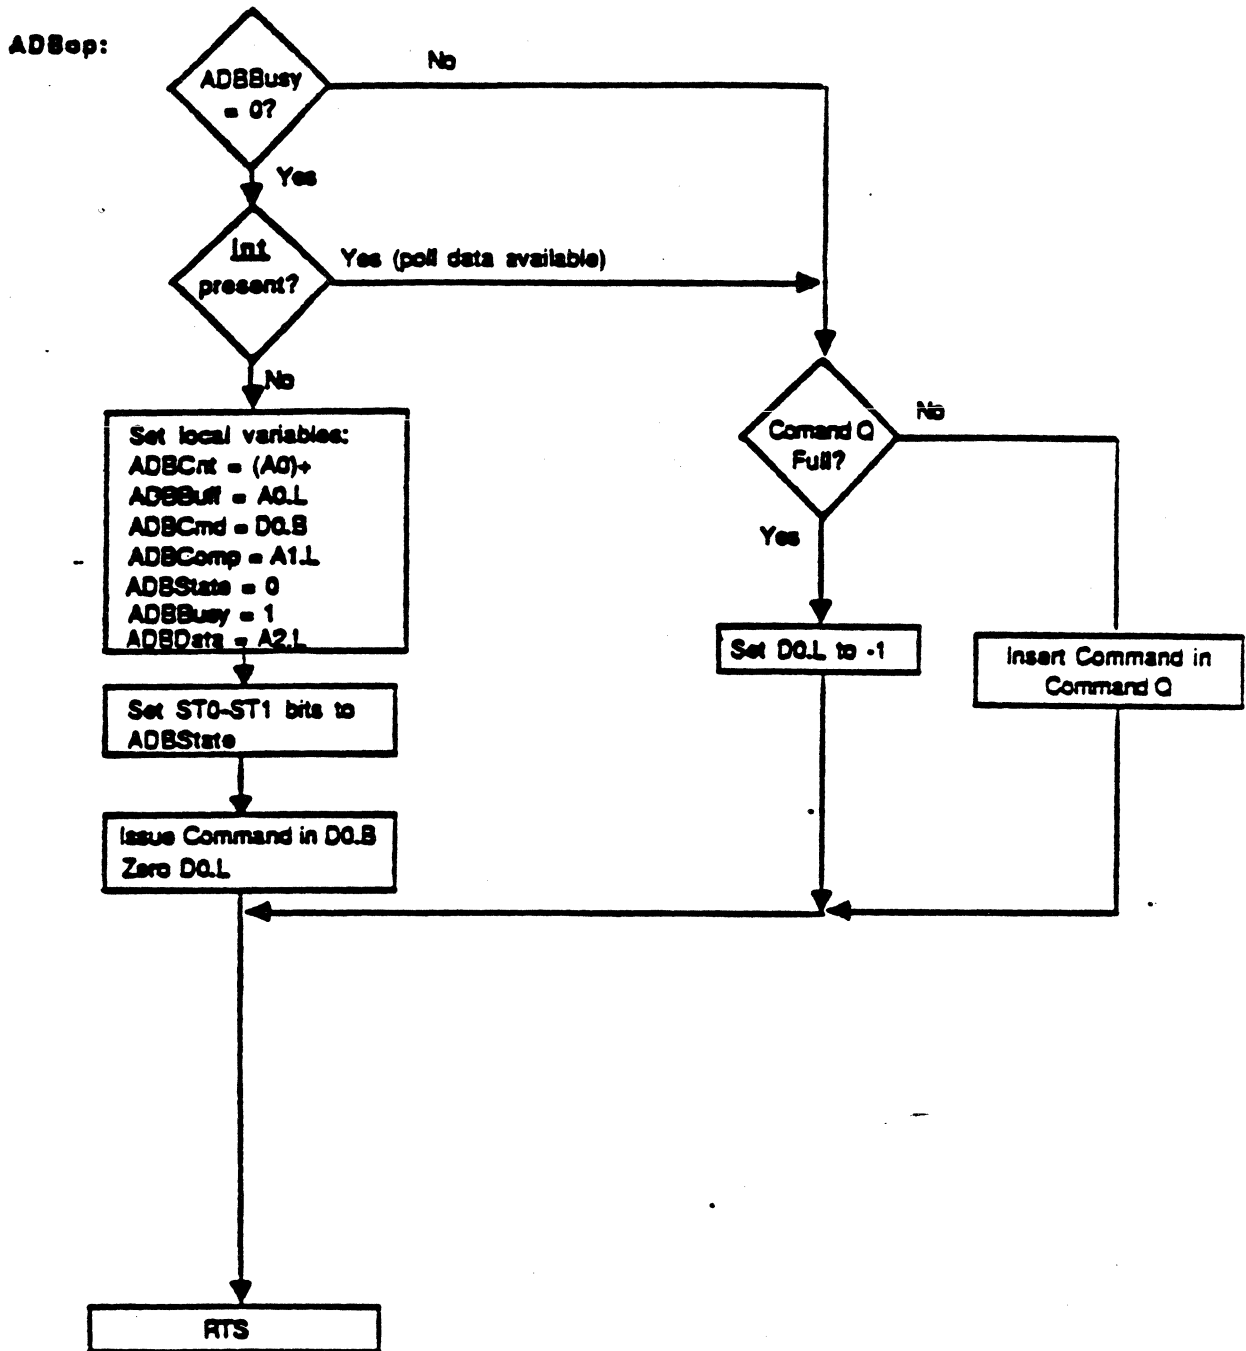 ADBop:
ADBBusy
= 0?
No
Yes
Int
present?
Yes (poll data available)
No
Set local variables:
ADBCnt = (A0)+
ADBBuff = A0.L
ADBCmd = D0.B
ADBComp = A1.L
ADBState = 0
ADBBusy = 1
ADBData = A2.L
Set ST0-ST1 bits to
ADBState
Issue Command in D0.B
Zero D0.L
Comand Q
Full?
No
Yes
Set D0.L to -1
Insert Command in
Command Q
RTS